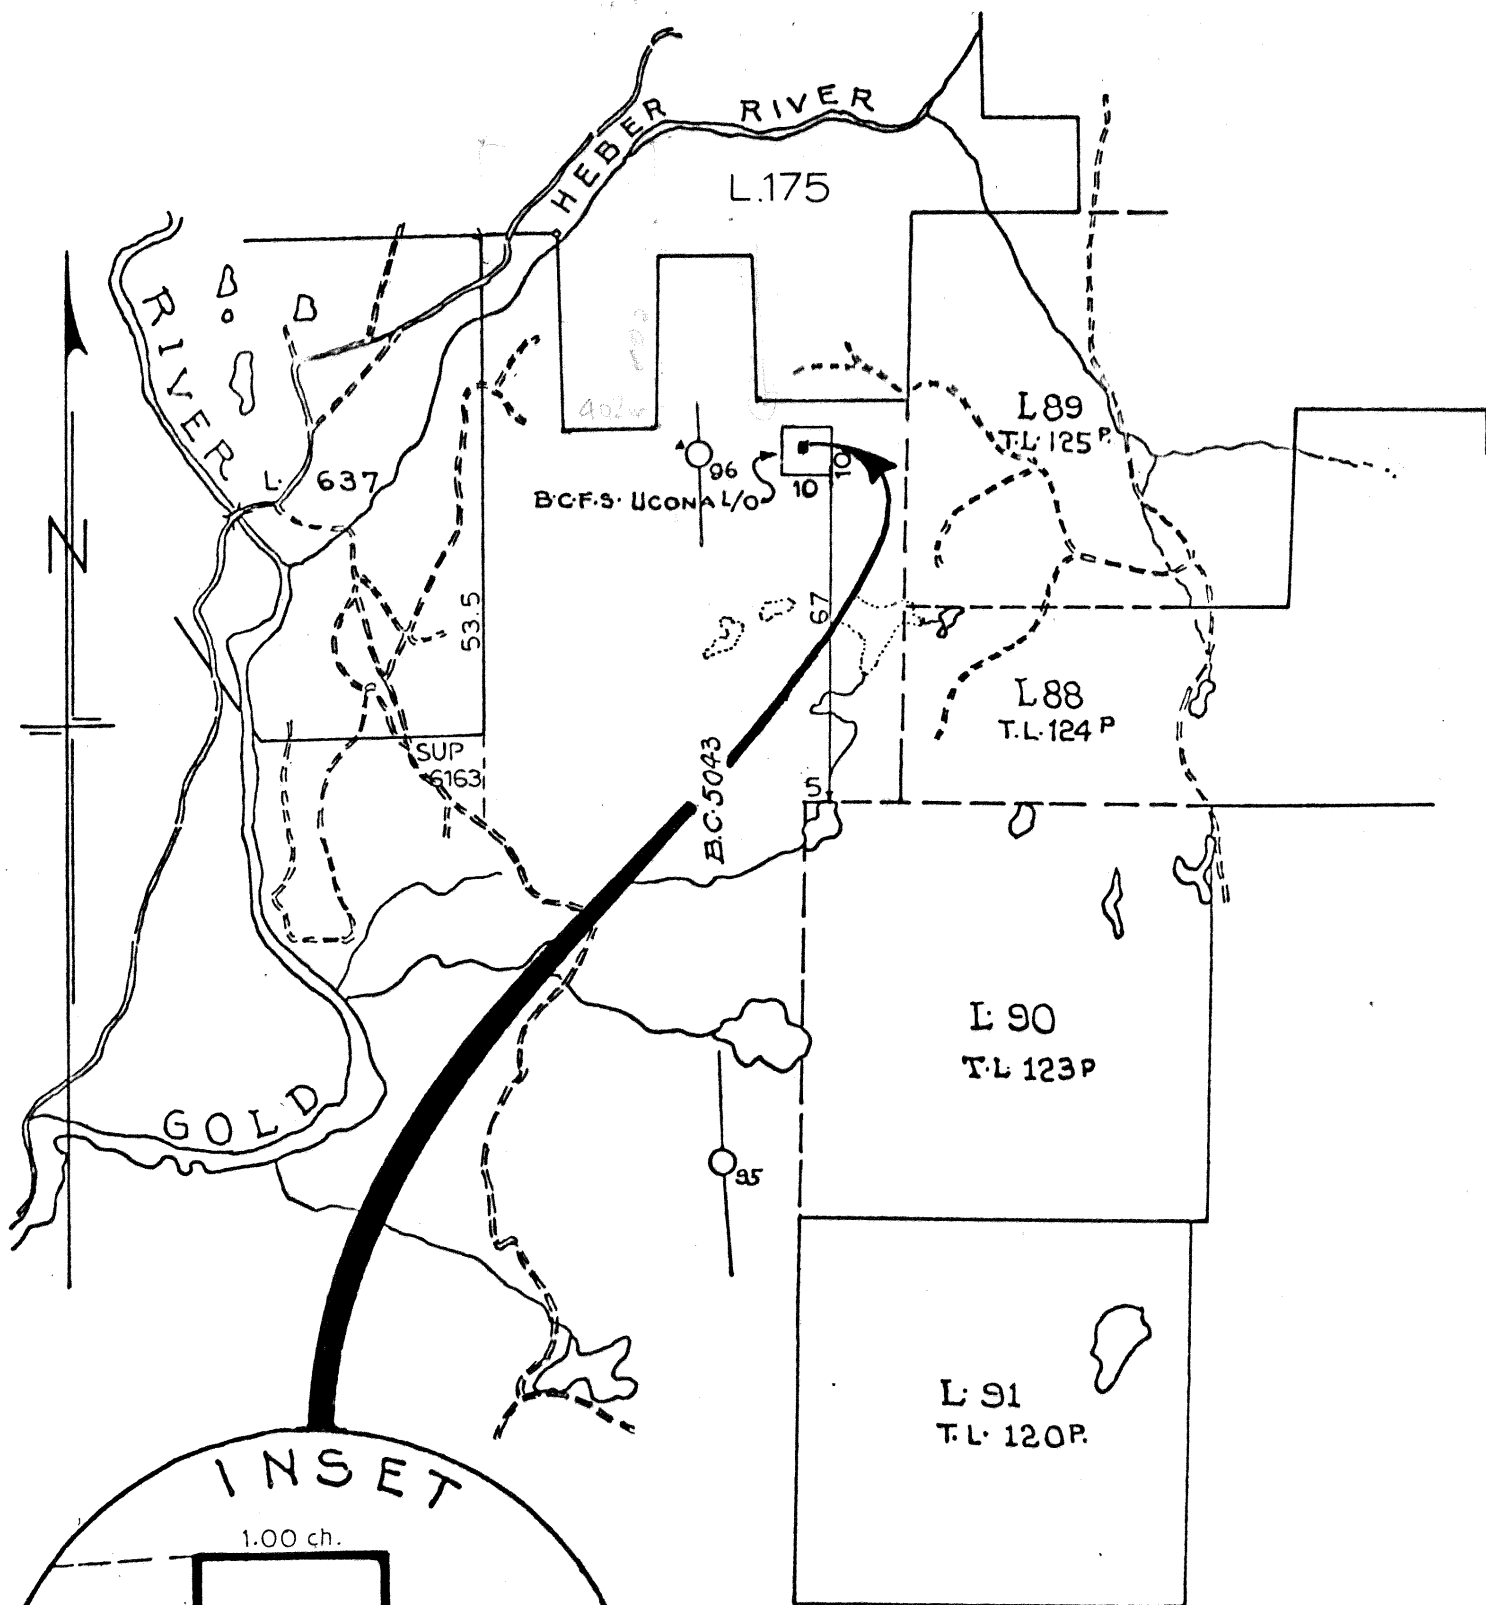 HEBER RIVER
L.175
RIVER
L. 637
N
53.5
96
10
10
B.C.F.S. UCONA L/O
67
L 89
T.L. 125 P.
L 88
T.L. 124 P
SUP
6163
B.C. 5043
5
L. 90
T.L. 123 P
GOLD
95
L. 91
T. L. 120 P.
INSET
1.00 ch.